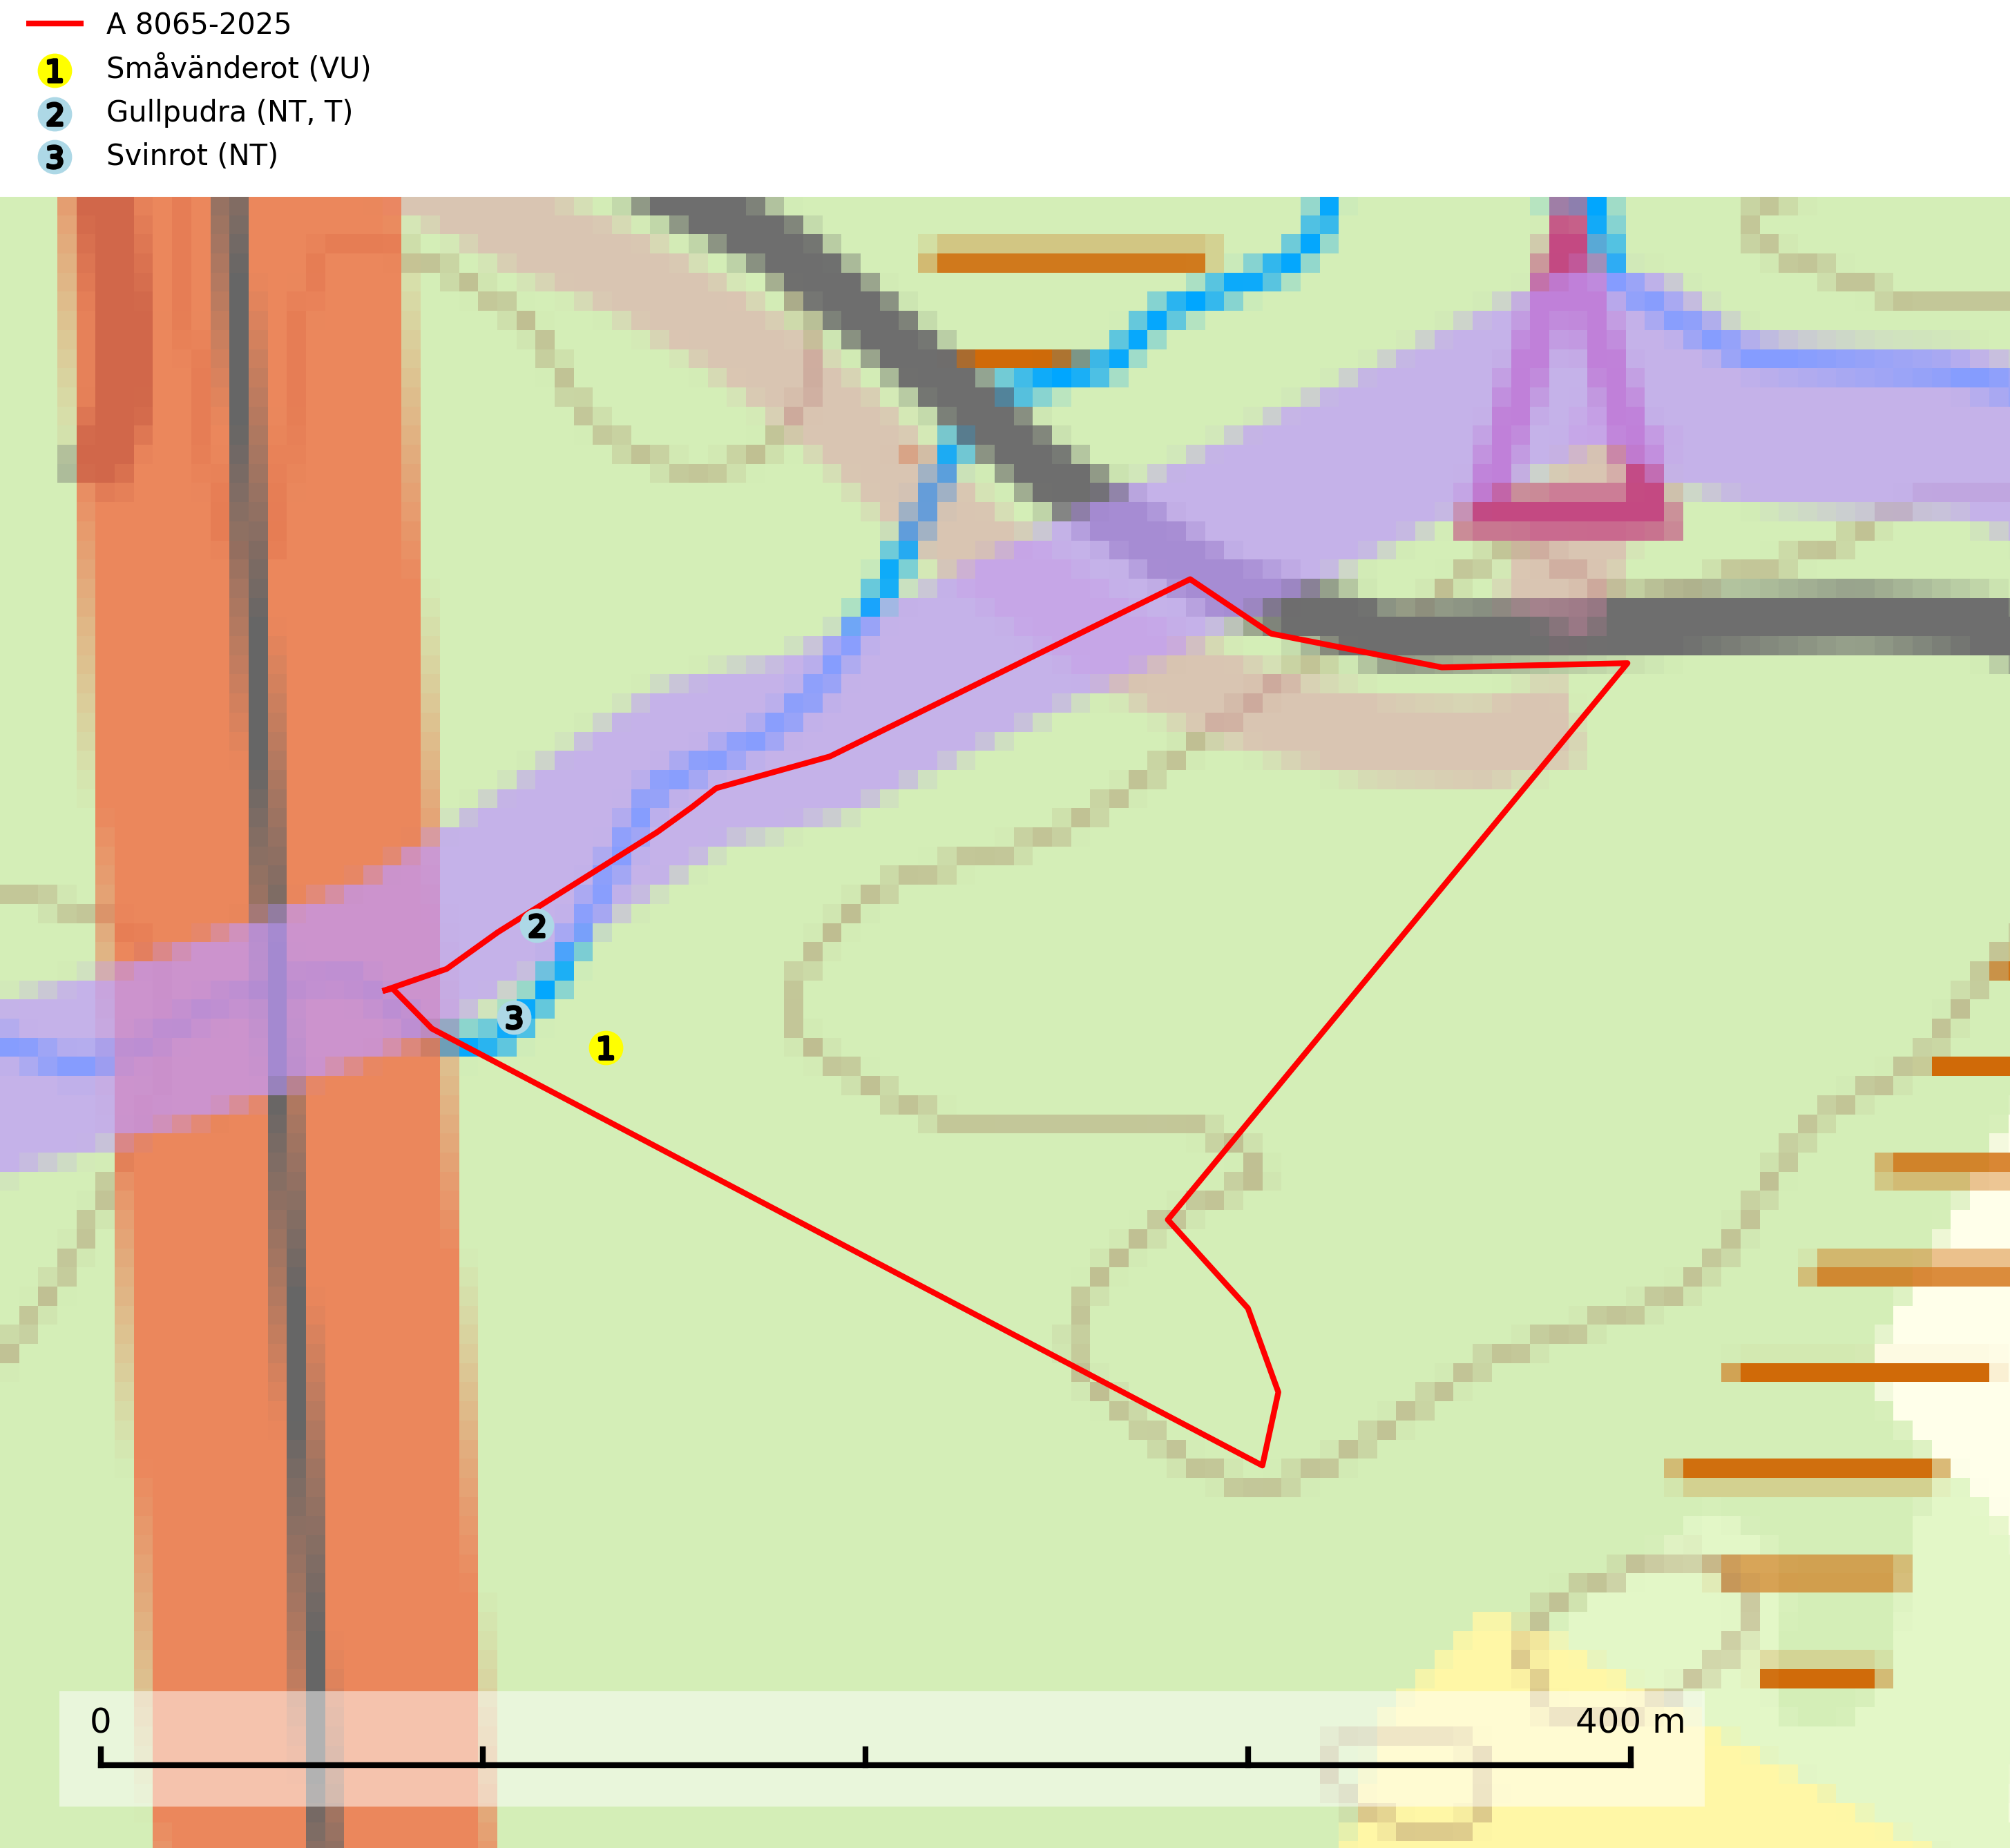 A 8065-2025
1 Småvänderot (VU)
2 Gullpudra (NT, T)
3 Svinrot (NT)
2
3
1
0 400 m